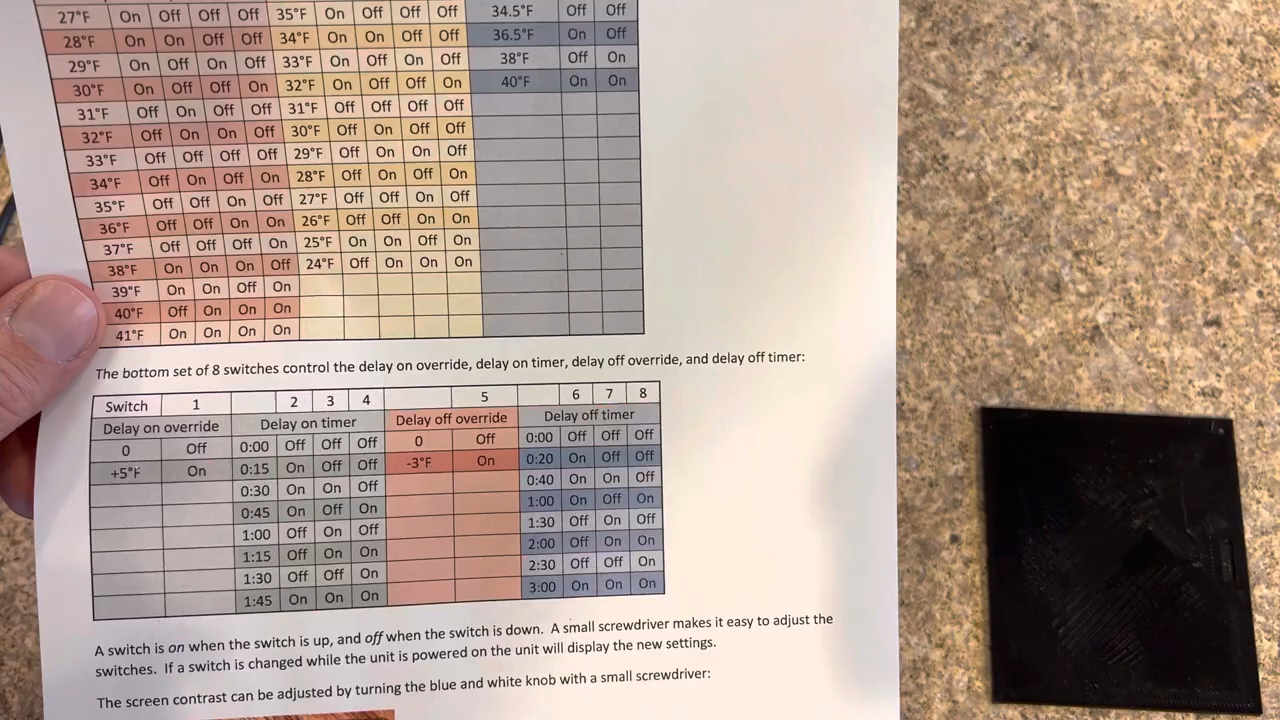 27°F On Off Off Off 35°F On Off Off Off 34.5°F Off Off
28°F On On Off Off 34°F On On Off Off 36.5°F On Off
29°F On Off On Off 33°F On Off On Off 38°F Off On
30°F On Off Off On 32°F On Off Off On 40°F On On
31°F Off On Off Off 31°F Off Off Off Off
32°F Off On On Off 30°F Off On Off Off
33°F Off Off Off Off 29°F Off On On Off
34°F Off On Off On 28°F Off On Off On
35°F Off Off On Off 27°F Off Off On Off
36°F Off Off On On 26°F Off Off On On
37°F Off Off Off On 25°F On On Off On
38°F On On On Off 24°F Off On On On
39°F On On Off On
40°F Off On On On
41°F On On On On
The bottom set of 8 switches control the delay on override, delay on timer, delay off override, and delay off timer:
Switch 1 2 3 4 5 6 7 8
Delay on override Delay on timer Delay off override Delay off timer
0 Off 0:00 Off Off Off 0 Off 0:00 Off Off Off
+5°F On 0:15 On Off Off -3°F On 0:20 On Off Off
0:30 On On Off 0:40 On On Off
0:45 On Off On 1:00 On Off On
1:00 Off On Off 1:30 Off On Off
1:15 Off On On 2:00 Off On On
1:30 Off Off On 2:30 Off Off On
1:45 On On On 3:00 On On On
A switch is on when the switch is up, and off when the switch is down. A small screwdriver makes it easy to adjust the
switches. If a switch is changed while the unit is powered on the unit will display the new settings.
The screen contrast can be adjusted by turning the blue and white knob with a small screwdriver: